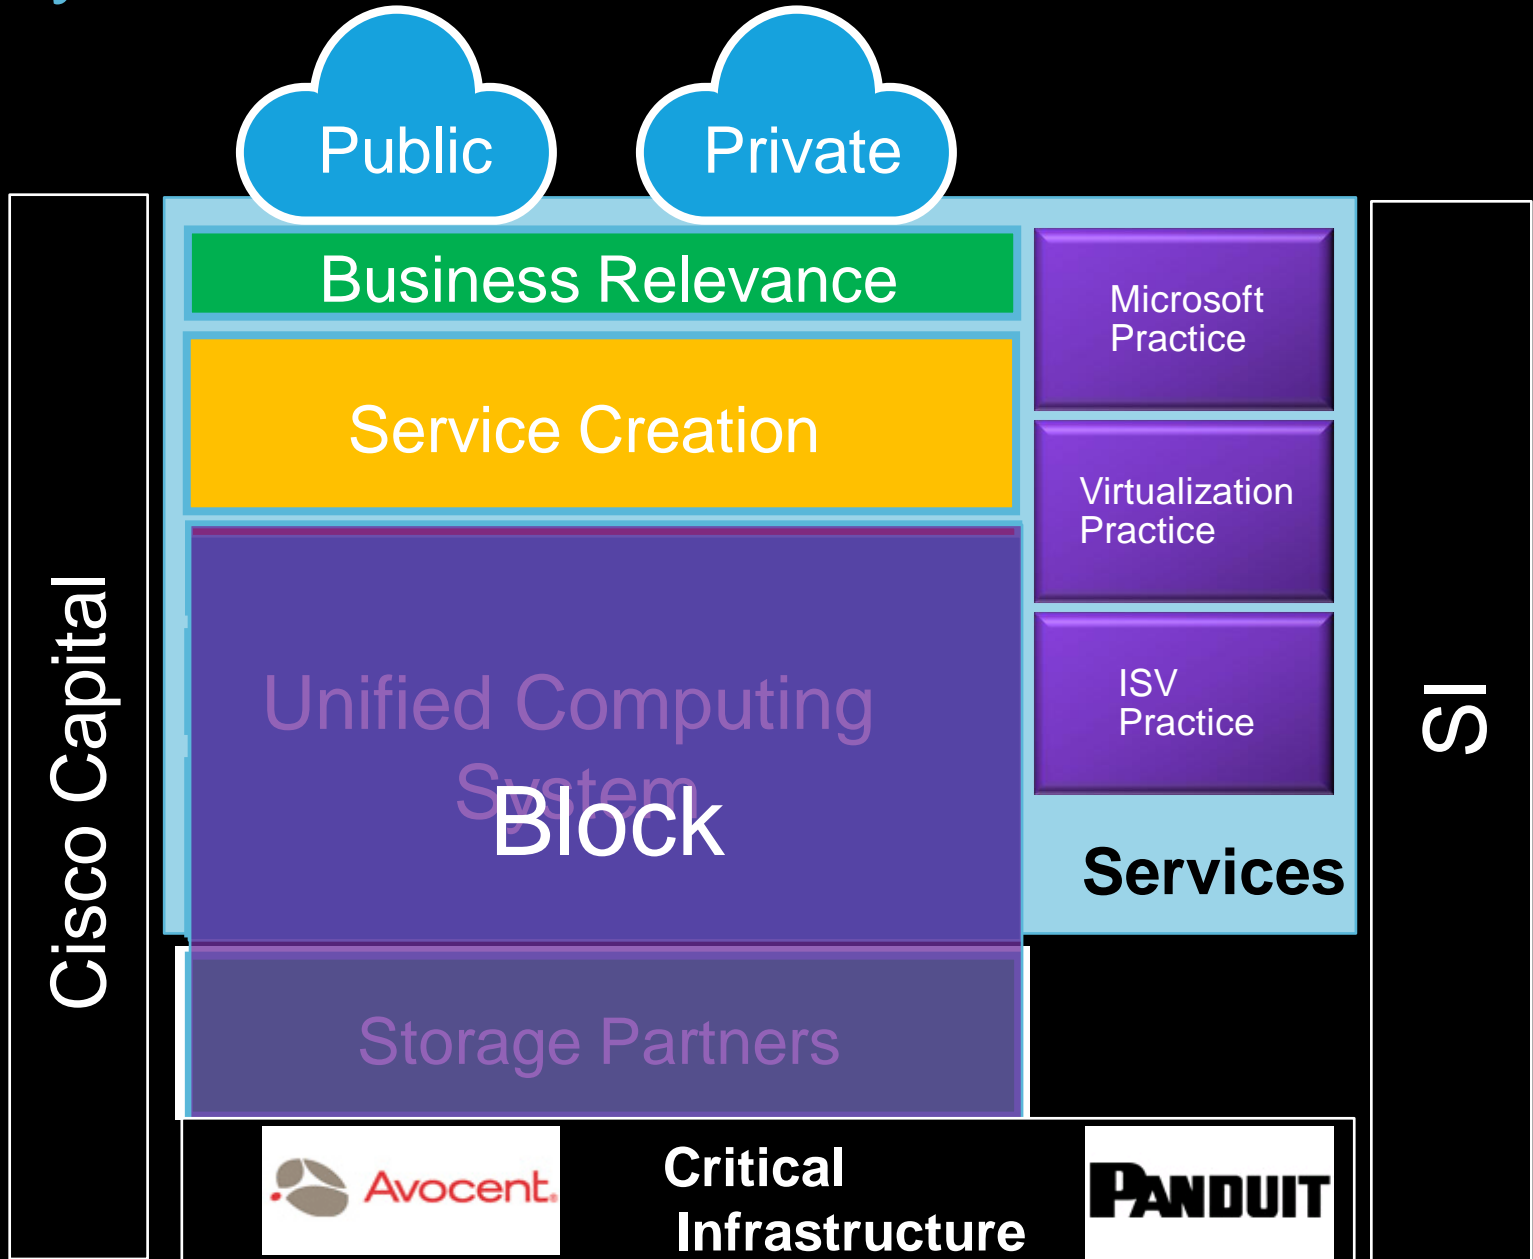 Public
Private
Business Relevance
Service Creation
Unified Computing
System
Block
Storage Partners
Microsoft
Practice
Virtualization
Practice
ISV
Practice
Services
Cisco Capital
SI
Avocent.
Critical
Infrastructure
PANDUIT